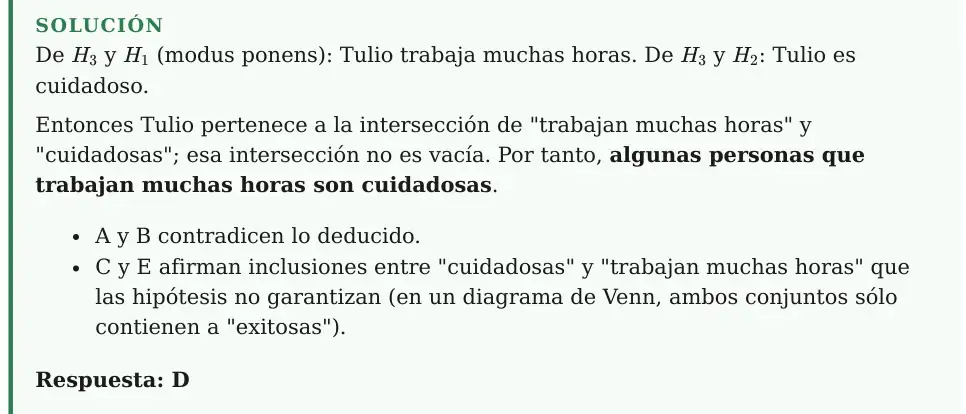 SOLUCIÓN
De H₃ y H₁ (modus ponens): Tulio trabaja muchas horas. De H₃ y H₂: Tulio es
cuidadoso.
Entonces Tulio pertenece a la intersección de "trabajan muchas horas" y
"cuidadosas"; esa intersección no es vacía. Por tanto, algunas personas que
trabajan muchas horas son cuidadosas.
• A y B contradicen lo deducido.
• C y E afirman inclusiones entre "cuidadosas" y "trabajan muchas horas" que
las hipótesis no garantizan (en un diagrama de Venn, ambos conjuntos sólo
contienen a "exitosas").
Respuesta: D